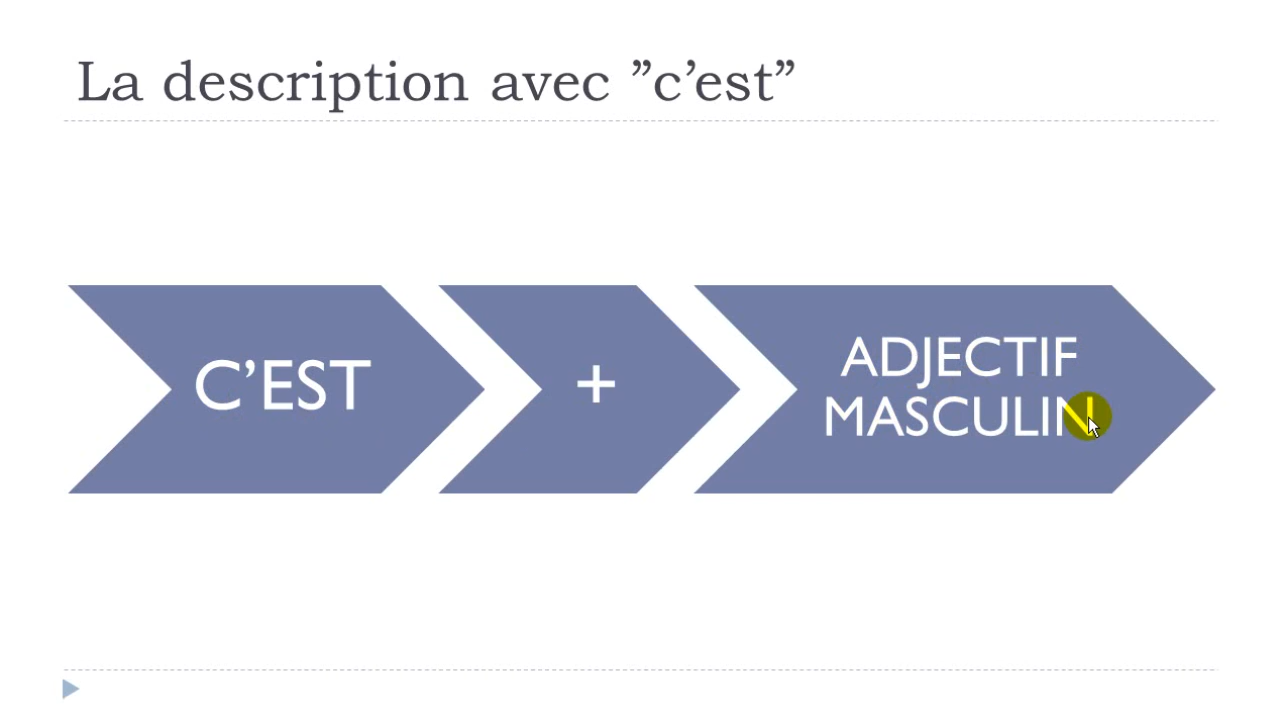 La description avec ”c’est”
C’EST
+
ADJECTIF
MASCULIN